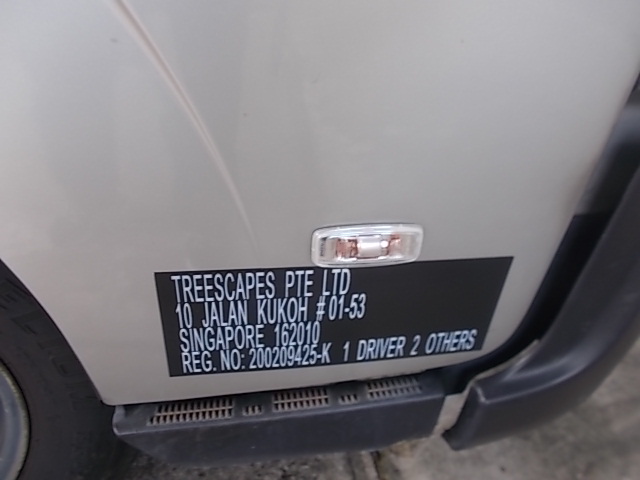 TREESCAPES PTE LTD
10 JALAN KUKOH #01-53
SINGAPORE 162010
REG. NO: 200209425-K 1 DRIVER 2 OTHERS